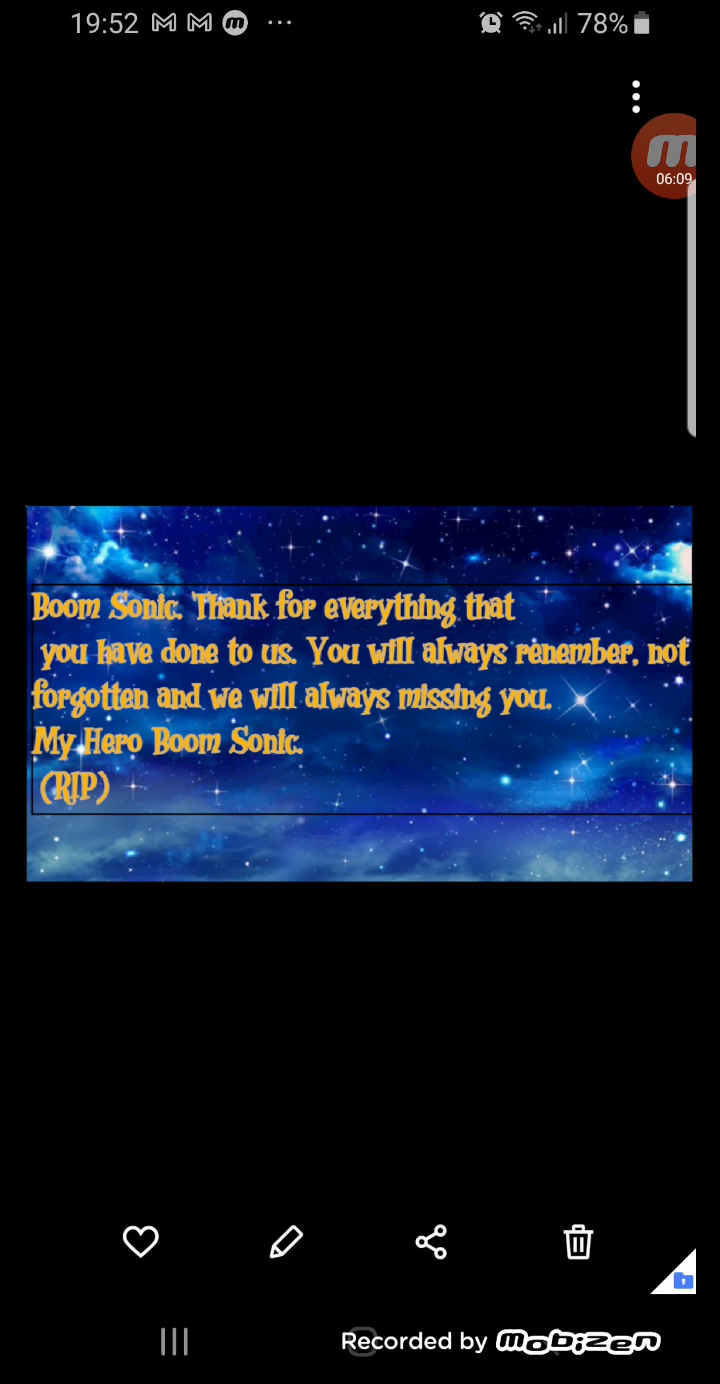 19:52 78%
06:09
Boom Sonic. Thank for everything that
you have done to us. You will always renember, not
forgotten and we will always missing you.
My Hero Boom Sonic.
(RIP)
Recorded by Mobizen